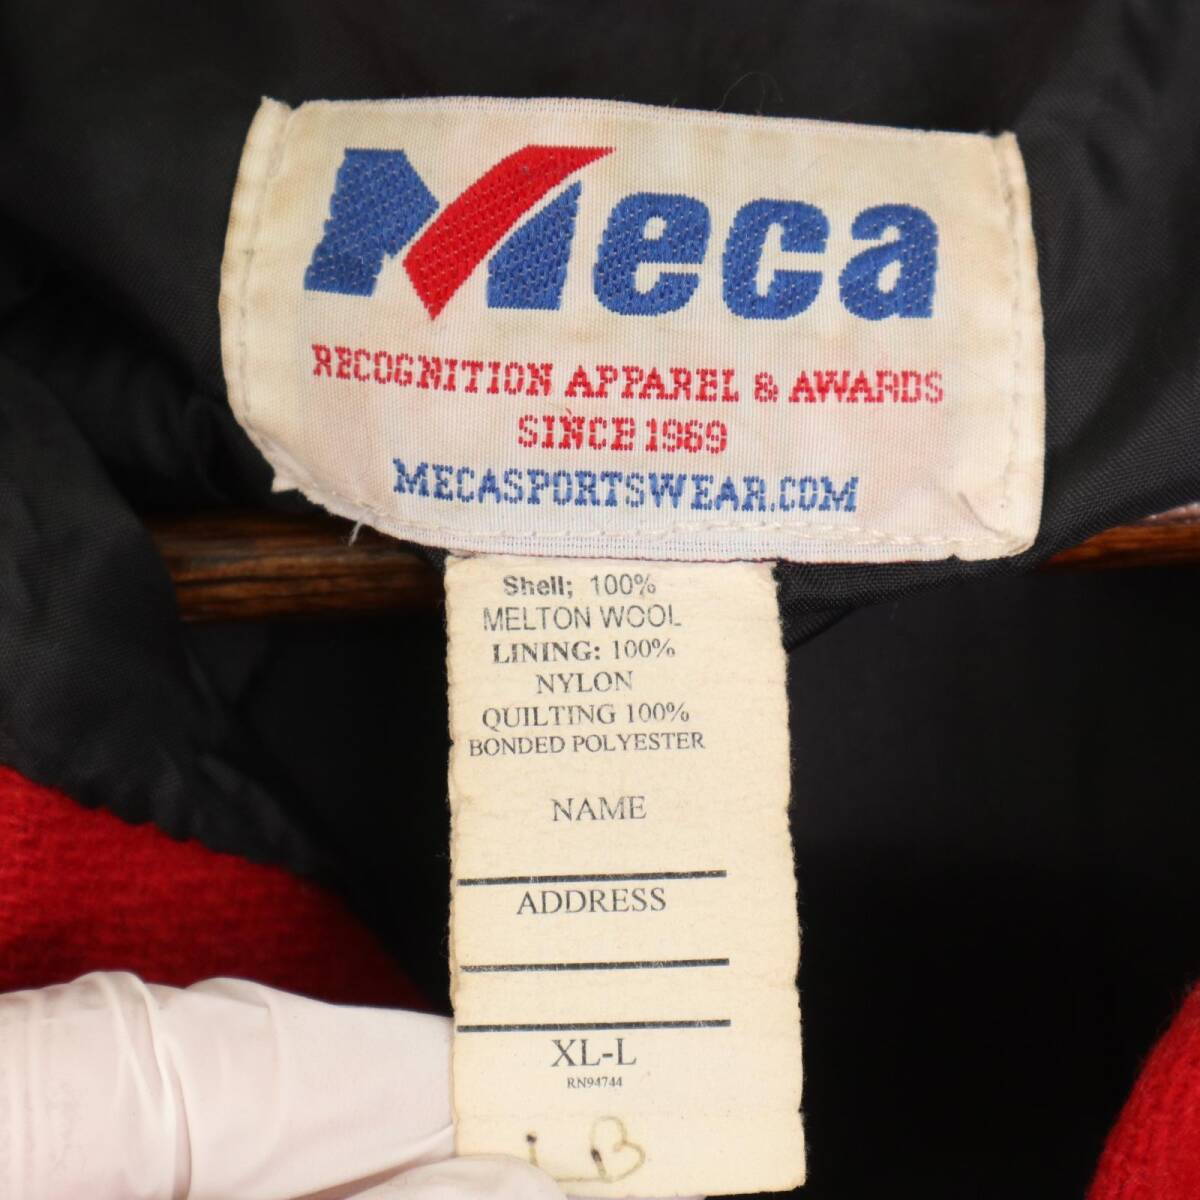 Meca
RECOGNITION APPAREL & AWARDS
SINCE 1969
MECASPORTSWEAR.COM
Shell; 100%
MELTON WOOL
LINING: 100%
NYLON
QUILTING 100%
BONDED POLYESTER
NAME
ADDRESS
XL-L
RN94744
LB